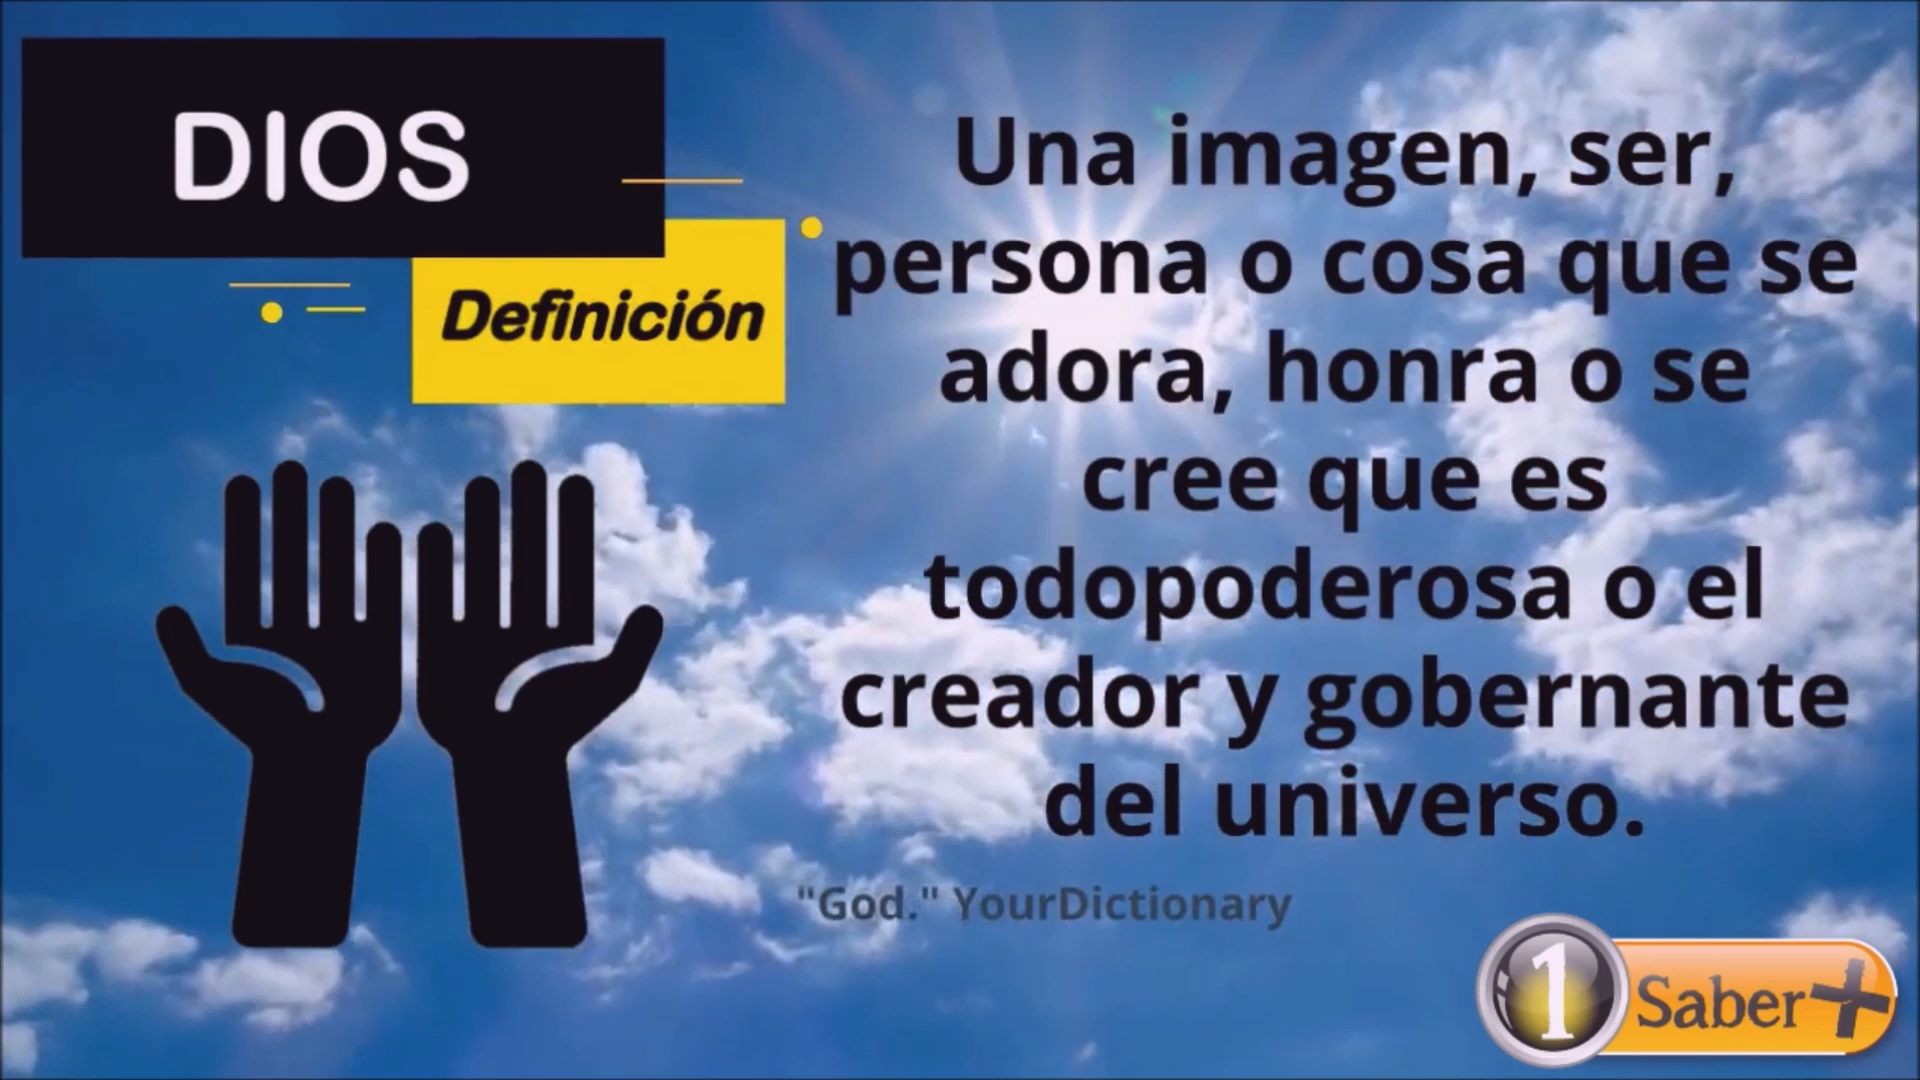 DIOS
Definición
Una imagen, ser,
persona o cosa que se
adora, honra o se
cree que es
todopoderosa o el
creador y gobernante
del universo.
"God." YourDictionary
1 Saber+